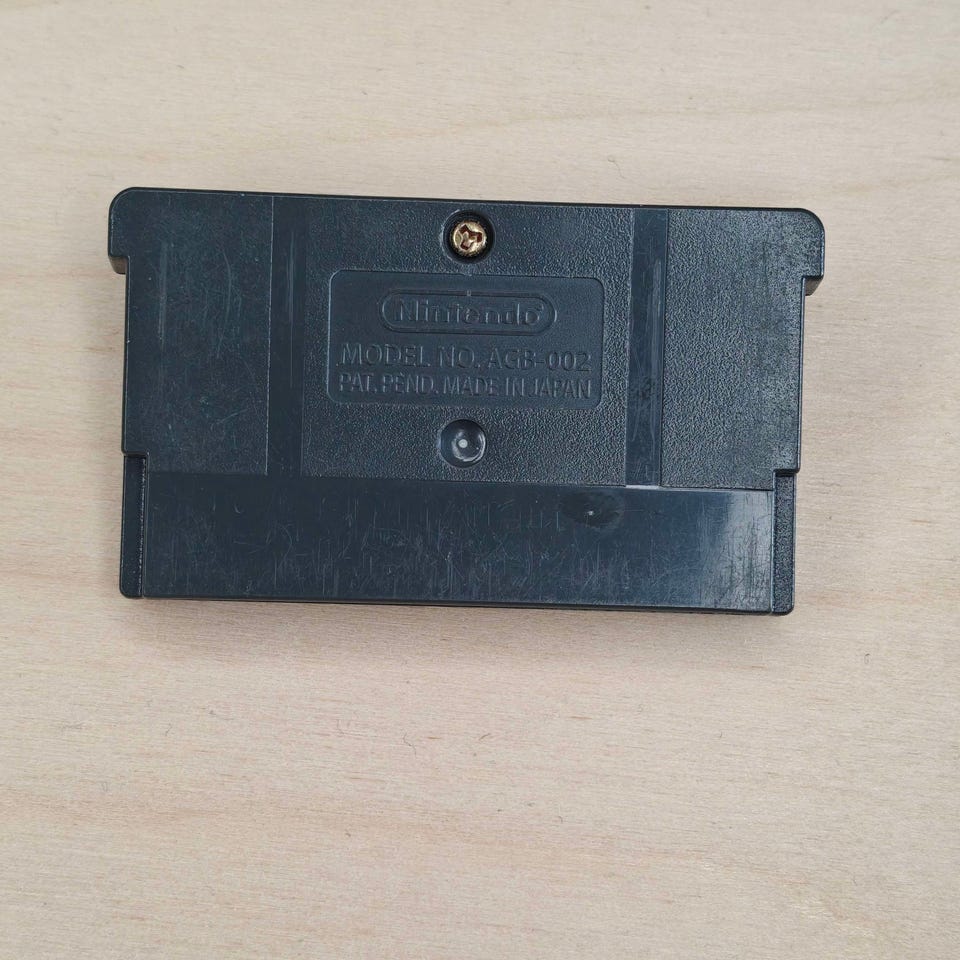 Nintendo
MODEL NO. AGB-002
PAT. PEND. MADE IN JAPAN